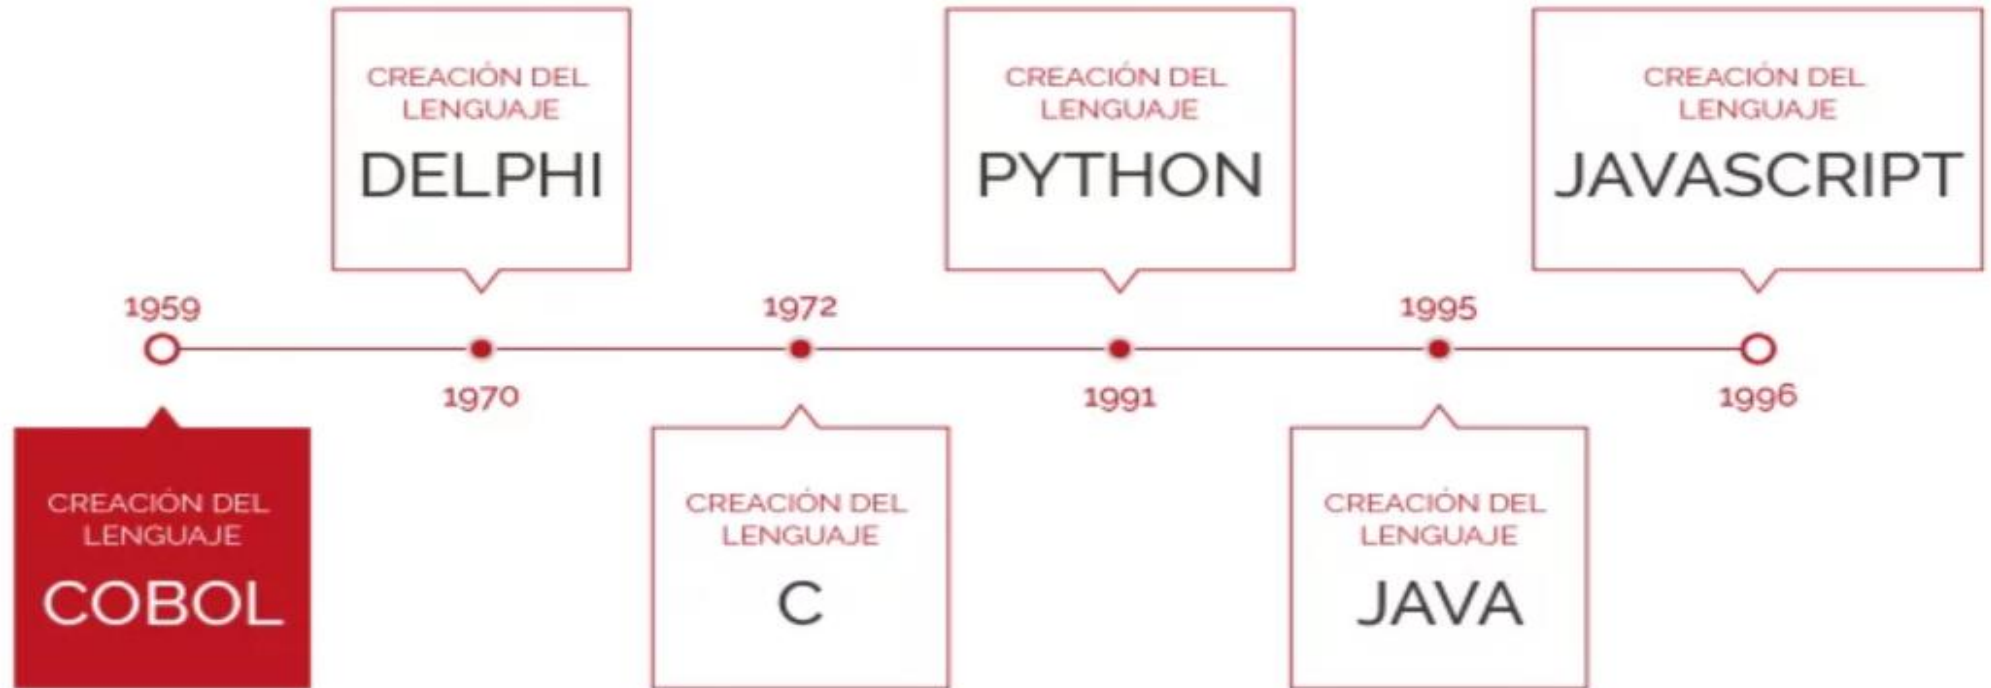 1959
CREACIÓN DEL
LENGUAJE
COBOL
CREACIÓN DEL
LENGUAJE
DELPHI
1970
1972
CREACIÓN DEL
LENGUAJE
C
CREACIÓN DEL
LENGUAJE
PYTHON
1991
1995
CREACIÓN DEL
LENGUAJE
JAVA
CREACIÓN DEL
LENGUAJE
JAVASCRIPT
1996